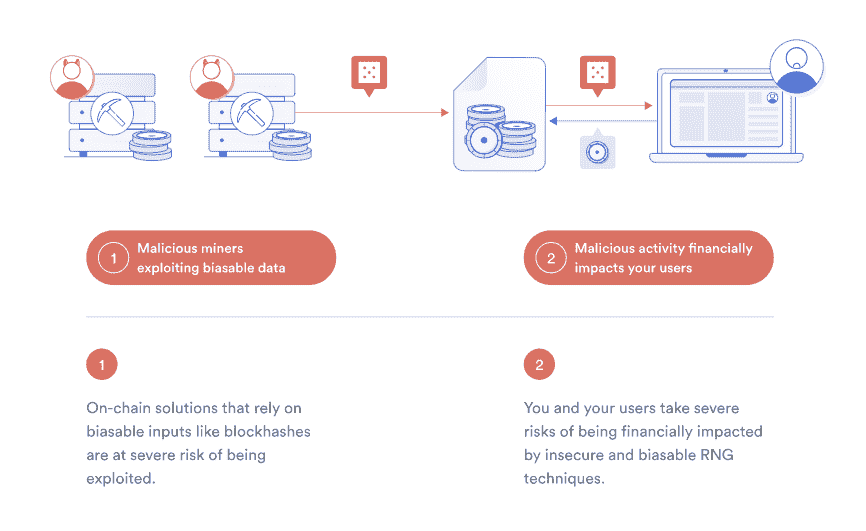 1
Malicious miners
exploiting biasable data
2
Malicious activity financially
impacts your users
1
On-chain solutions that rely on
biasable inputs like blockhashes
are at severe risk of being
exploited.
2
You and your users take severe
risks of being financially impacted
by insecure and biasable RNG
techniques.